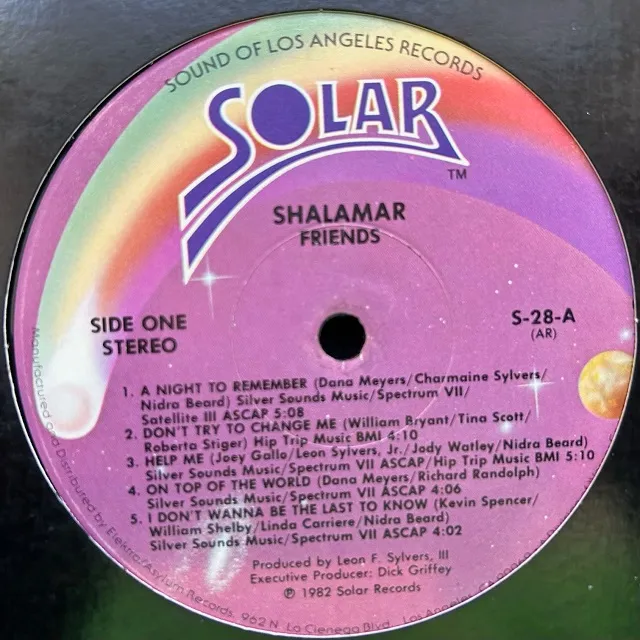 SOUND OF LOS ANGELES RECORDS
SOLAR
TM
SHALAMAR
FRIENDS
SIDE ONE
STEREO
S-28-A
(AR)
1. A NIGHT TO REMEMBER (Dana Meyers/Charmaine Sylvers/
Nidra Beard) Silver Sounds Music/Spectrum VII/
Satellite III ASCAP 5:08
2. DON'T TRY TO CHANGE ME (William Bryant/Tina Scott/
Roberta Stiger) Hip Trip Music BMI 4:10
3. HELP ME (Joey Gallo/Leon Sylvers, Jr./Jody Watley/Nidra Beard)
Silver Sounds Music/Spectrum VII ASCAP/Hip Trip Music BMI 5:10
4. ON TOP OF THE WORLD (Dana Meyers/Richard Randolph)
Silver Sounds Music/Spectrum VII ASCAP 4:06
5. I DON'T WANNA BE THE LAST TO KNOW (Kevin Spencer/
William Shelby/Linda Carriere/Nidra Beard)
Silver Sounds Music/Spectrum VII ASCAP 4:02
Produced by Leon F. Sylvers, III
Executive Producer: Dick Griffey
℗ 1982 Solar Records
Manufactured and Distributed by Elektra/Asylum Records, 962 N. La Cienega Blvd., Los Angeles,